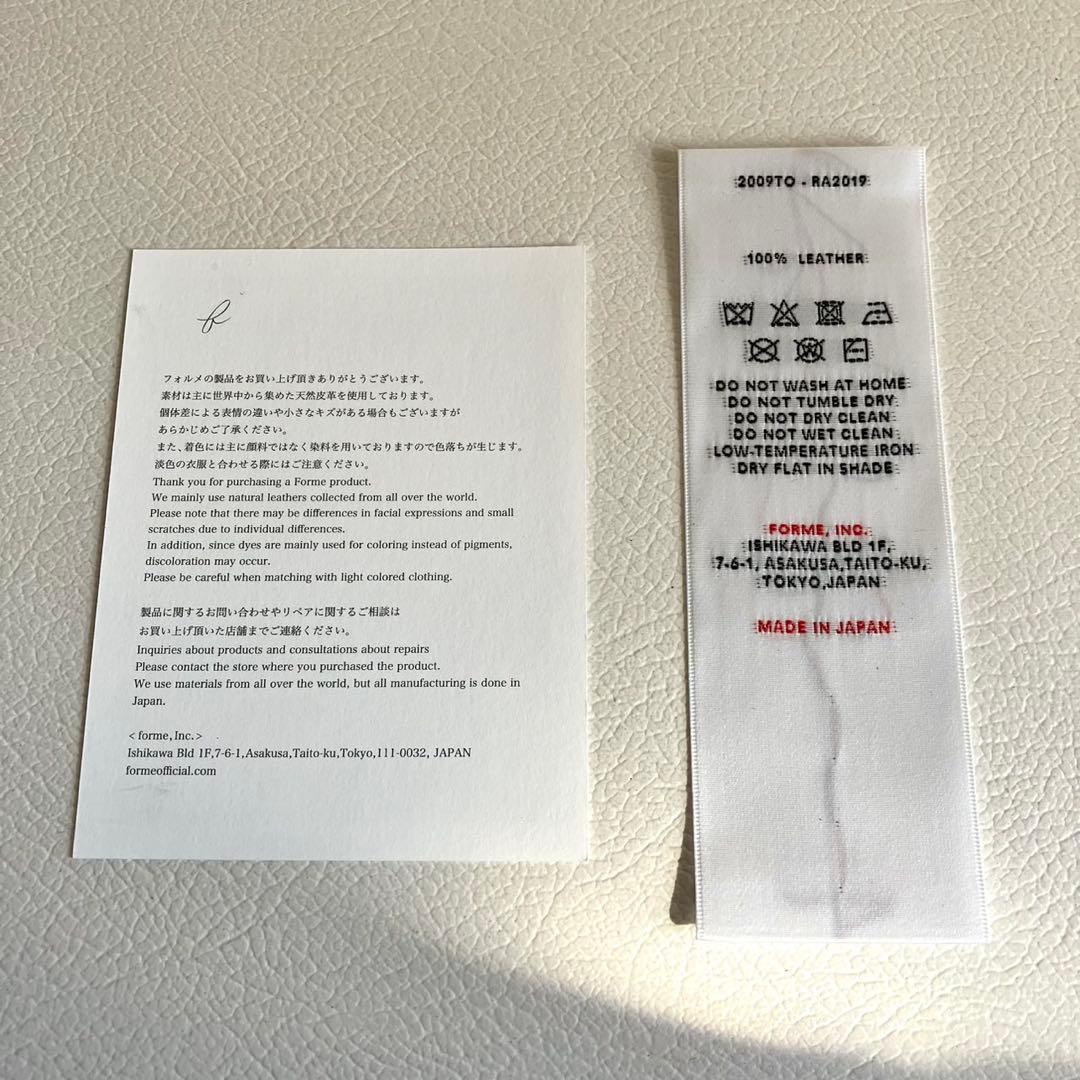 フォルメの製品をお買い上げ頂きありがとうございます。
素材は主に世界中から集めた天然皮革を使用しております。
個体差による表情の違いや小さなキズがある場合もございますが
あらかじめご了承ください。
また、着色には主に顔料ではなく染料を用いておりますので色落ちが生じます。
淡色の衣服と合わせる際にはご注意ください。
Thank you for purchasing a Forme product.
We mainly use natural leathers collected from all over the world.
Please note that there may be differences in facial expressions and small
scratches due to individual differences.
In addition, since dyes are mainly used for coloring instead of pigments,
discoloration may occur.
Please be careful when matching with light colored clothing.
製品に関するお問い合わせやリペアに関するご相談は
お買い上げ頂いた店舗までご連絡ください。
Inquiries about products and consultations about repairs
Please contact the store where you purchased the product.
We use materials from all over the world, but all manufacturing is done in
Japan.
< forme, Inc. >
Ishikawa Bld 1F,7-6-1,Asakusa,Taito-ku,Tokyo,111-0032, JAPAN
formeofficial.com
2009TO - RA2019
100% LEATHER
DO NOT WASH AT HOME
DO NOT TUMBLE DRY
DO NOT DRY CLEAN
DO NOT WET CLEAN
LOW-TEMPERATURE IRON
DRY FLAT IN SHADE
FORME, INC.
ISHIKAWA BLD 1F,
7-6-1, ASAKUSA,TAITO-KU,
TOKYO,JAPAN
MADE IN JAPAN